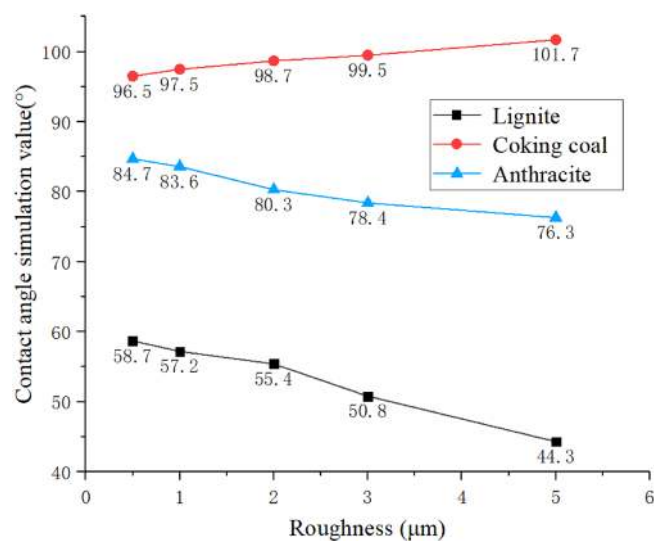 100
90
80
70
60
50
40
Contact angle simulation value(°)
96.5 97.5 98.7 99.5 101.7
Lignite
Coking coal
Anthracite
84.7 83.6 80.3 78.4 76.3
58.7 57.2 55.4 50.8 44.3
0 1 2 3 4 5 6
Roughness (μm)